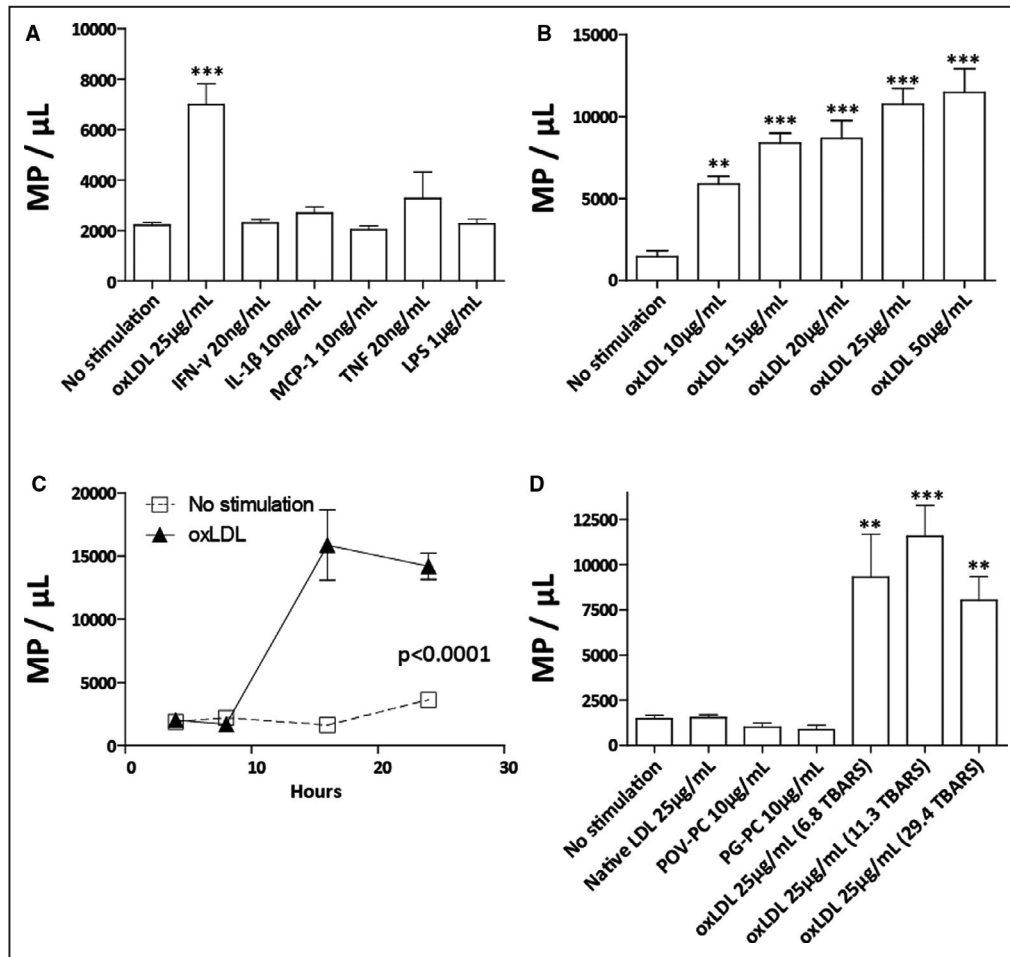 A
MP / µL
10000
8000
6000
4000
2000
0
***
No stimulation
oxLDL 25µg/mL
IFN-γ 20ng/mL
IL-1β 10ng/mL
MCP-1 10ng/mL
TNF 20ng/mL
LPS 1µg/mL
B
MP / µL
15000
10000
5000
0
**
***
***
***
***
No stimulation
oxLDL 10µg/mL
oxLDL 15µg/mL
oxLDL 20µg/mL
oxLDL 25µg/mL
oxLDL 50µg/mL
C
MP / µL
20000
15000
10000
5000
0
No stimulation
oxLDL
p<0.0001
0 10 20 30
Hours
D
MP / µL
12500
10000
7500
5000
2500
0
**
***
**
No stimulation
Native LDL 25µg/mL
POV-PC 10µg/mL
PG-PC 10µg/mL
oxLDL 25µg/mL (6.8 TBARS)
oxLDL 25µg/mL (11.3 TBARS)
oxLDL 25µg/mL (29.4 TBARS)